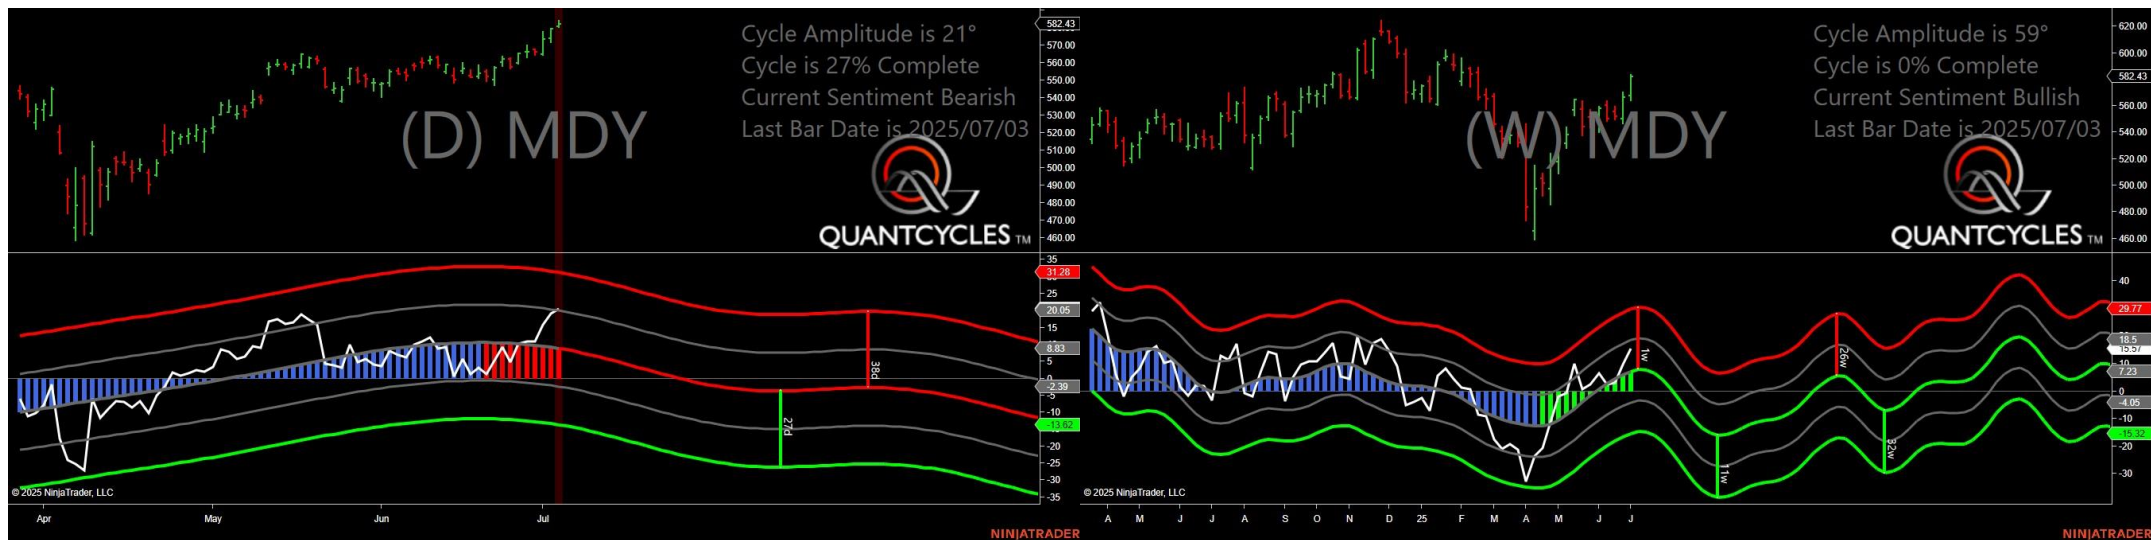 Cycle Amplitude is 21°
Cycle is 27% Complete
Current Sentiment Bearish
Last Bar Date is 2025/07/03
(D) MDY
QUANTCYCLES TM
582.43
570.00
560.00
550.00
540.00
530.00
520.00
510.00
500.00
490.00
480.00
470.00
460.00
35
31.28
25
20.05
15
8.83
5
0
-2.39
-5
-10
-13.62
-20
-25
-30
-35
38d
27d
© 2025 NinjaTrader, LLC
Apr May Jun Jul
NINJATRADER
Cycle Amplitude is 59°
Cycle is 0% Complete
Current Sentiment Bullish
Last Bar Date is 2025/07/03
(W) MDY
QUANTCYCLES TM
620.00
600.00
582.43
560.00
540.00
520.00
500.00
480.00
460.00
40
29.77
18.5
15.57
7.23
0
-4.05
-10
-15.32
-20
-30
1w
11w
26w
32w
© 2025 NinjaTrader, LLC
A M J J A S O N D 25 F M A M J J
NINJATRADER